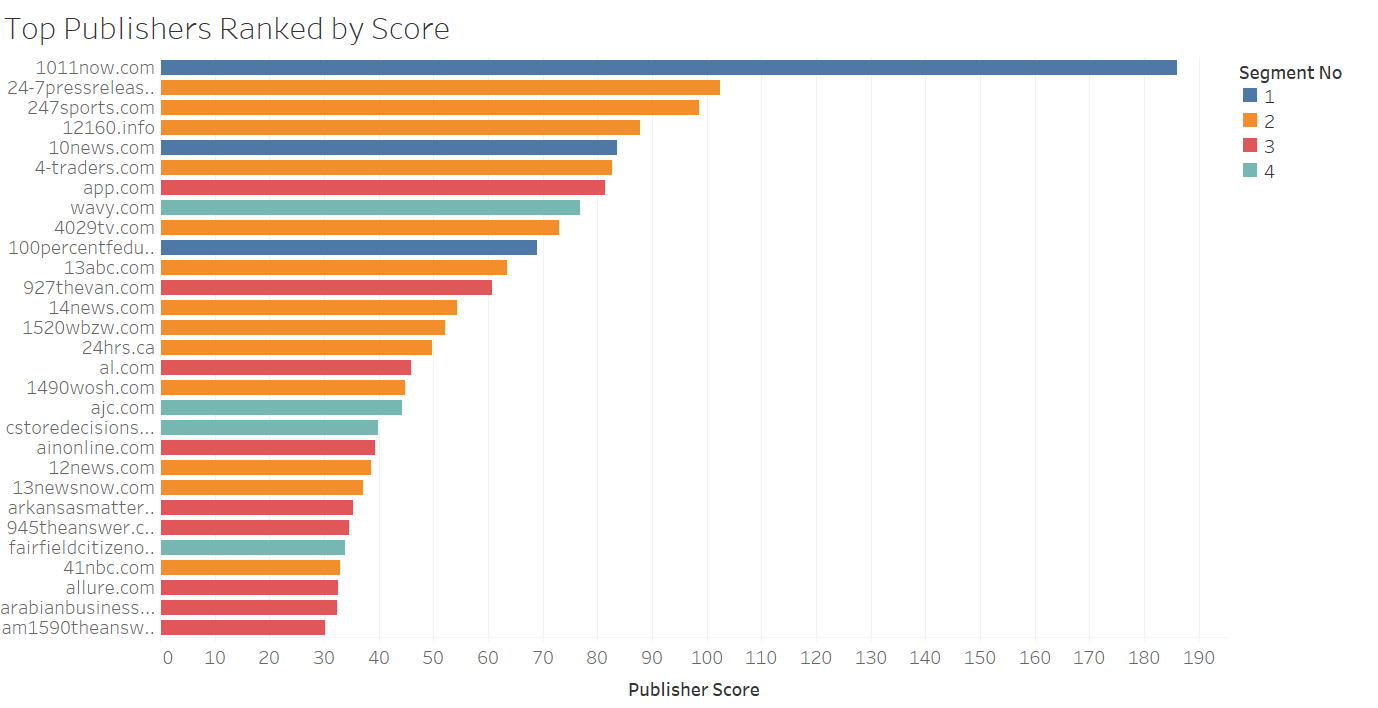 Top Publishers Ranked by Score
1011now.com
24-7pressreleas..
247sports.com
12160.info
10news.com
4-traders.com
app.com
wavy.com
4029tv.com
100percentfedu..
13abc.com
927thevan.com
14news.com
1520wbzw.com
24hrs.ca
al.com
1490wosh.com
ajc.com
cstoredecisions...
ainonline.com
12news.com
13newsnow.com
arkansasmatter..
945theanswer.c..
fairfieldcitizeno..
41nbc.com
allure.com
arabianbusiness...
am1590theansw..
0 10 20 30 40 50 60 70 80 90 100 110 120 130 140 150 160 170 180 190
Publisher Score
Segment No
1
2
3
4